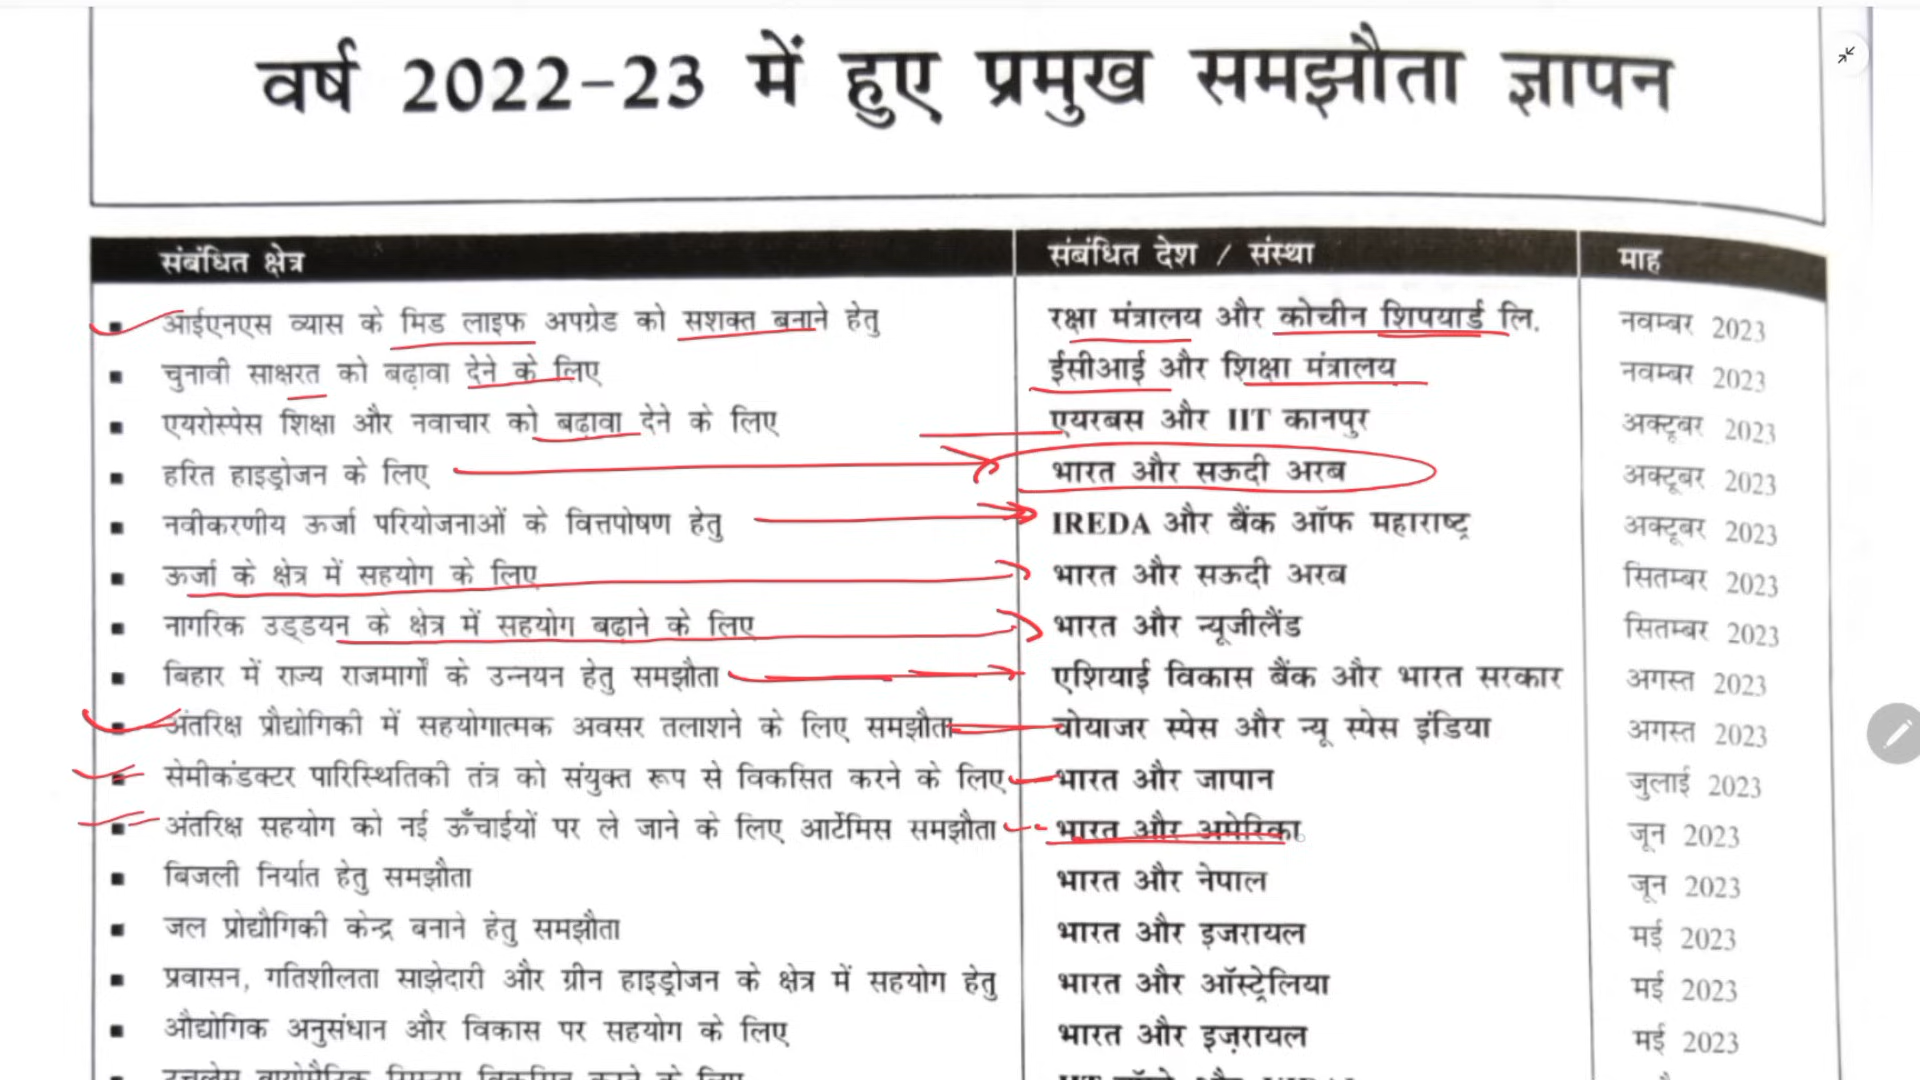 वर्ष 2022-23 में हुए प्रमुख समझौता ज्ञापन
संबंधित क्षेत्र संबंधित देश / संस्था माह
आईएनएस व्यास के मिड लाइफ अपग्रेड को सशक्त बनाने हेतु रक्षा मंत्रालय और कोचीन शिपयार्ड लि. नवम्बर 2023
चुनावी साक्षरत को बढ़ावा देने के लिए ईसीआई और शिक्षा मंत्रालय नवम्बर 2023
एयरोस्पेस शिक्षा और नवाचार को बढ़ावा देने के लिए एयरबस और IIT कानपुर अक्टूबर 2023
हरित हाइड्रोजन के लिए भारत और सऊदी अरब अक्टूबर 2023
नवीकरणीय ऊर्जा परियोजनाओं के वित्तपोषण हेतु IREDA और बैंक ऑफ महाराष्ट्र अक्टूबर 2023
ऊर्जा के क्षेत्र में सहयोग के लिए भारत और सऊदी अरब सितम्बर 2023
नागरिक उड्डयन के क्षेत्र में सहयोग बढ़ाने के लिए भारत और न्यूजीलैंड सितम्बर 2023
बिहार में राज्य राजमार्गों के उन्नयन हेतु समझौता एशियाई विकास बैंक और भारत सरकार अगस्त 2023
अंतरिक्ष प्रौद्योगिकी में सहयोगात्मक अवसर तलाशने के लिए समझौता वोयाजर स्पेस और न्यू स्पेस इंडिया अगस्त 2023
सेमीकंडक्टर पारिस्थितिकी तंत्र को संयुक्त रूप से विकसित करने के लिए भारत और जापान जुलाई 2023
अंतरिक्ष सहयोग को नई ऊँचाईयों पर ले जाने के लिए आर्टेमिस समझौता भारत और अमेरिका जून 2023
बिजली निर्यात हेतु समझौता भारत और नेपाल जून 2023
जल प्रोद्यौगिकी केन्द्र बनाने हेतु समझौता भारत और इजरायल मई 2023
प्रवासन, गतिशीलता साझेदारी और ग्रीन हाइड्रोजन के क्षेत्र में सहयोग हेतु भारत और ऑस्ट्रेलिया मई 2023
औद्योगिक अनुसंधान और विकास पर सहयोग के लिए भारत और इज़रायल मई 2023